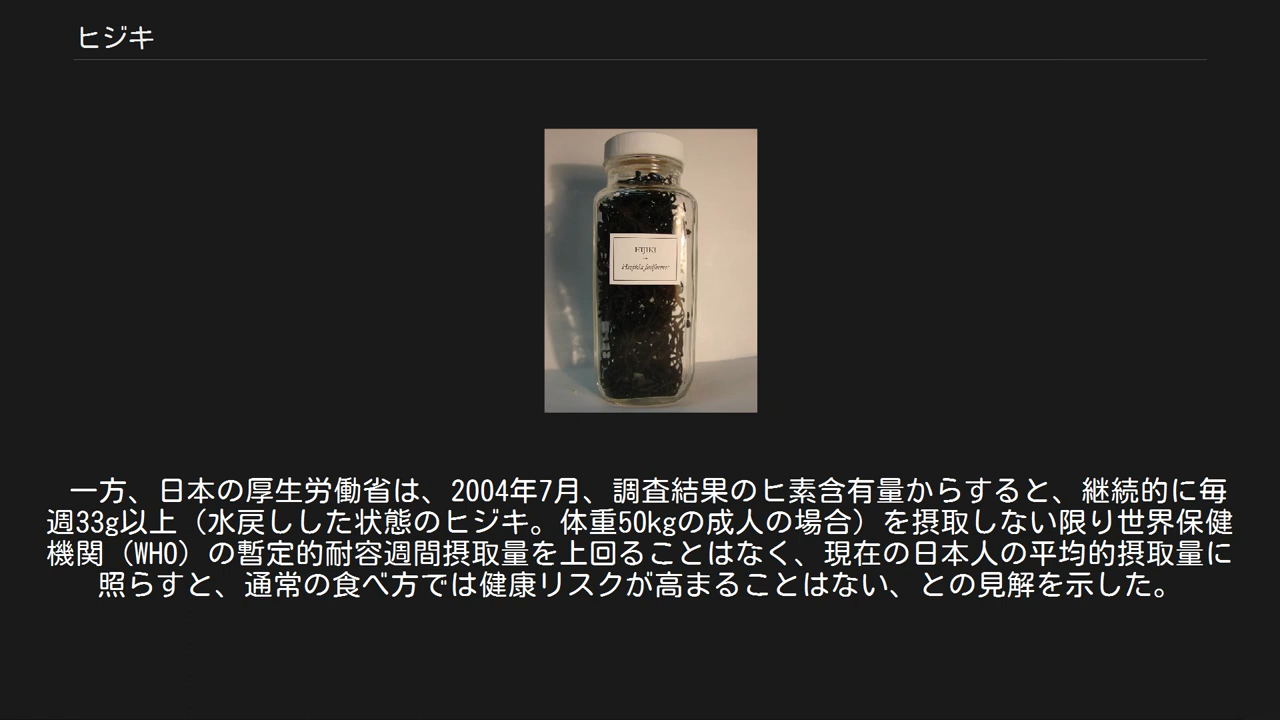 ヒジキ
HIJIKI
一方、日本の厚生労働省は、2004年7月、調査結果のヒ素含有量からすると、継続的に毎
週33g以上（水戻しした状態のヒジキ。体重50kgの成人の場合）を摂取しない限り世界保健
機関（WHO）の暫定的耐容週間摂取量を上回ることはなく、現在の日本人の平均的摂取量に
照らすと、通常の食べ方では健康リスクが高まることはない、との見解を示した。